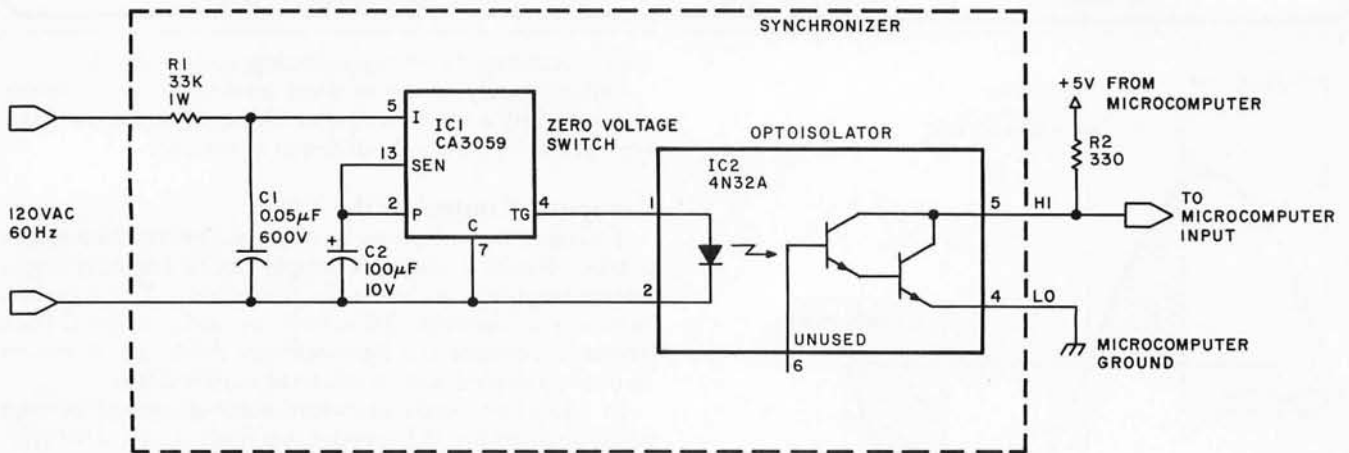 SYNCHRONIZER
R1
33K
1W
5
I
IC1
CA3059
ZERO VOLTAGE
SWITCH
13
SEN
2
P
TG
4
C
7
C1
0.05µF
600V
+
C2
100µF
10V
120VAC
60Hz
OPTOISOLATOR
IC2
4N32A
1
2
5
HI
4
LO
UNUSED
6
+5V FROM
MICROCOMPUTER
R2
330
TO
MICROCOMPUTER
INPUT
MICROCOMPUTER
GROUND